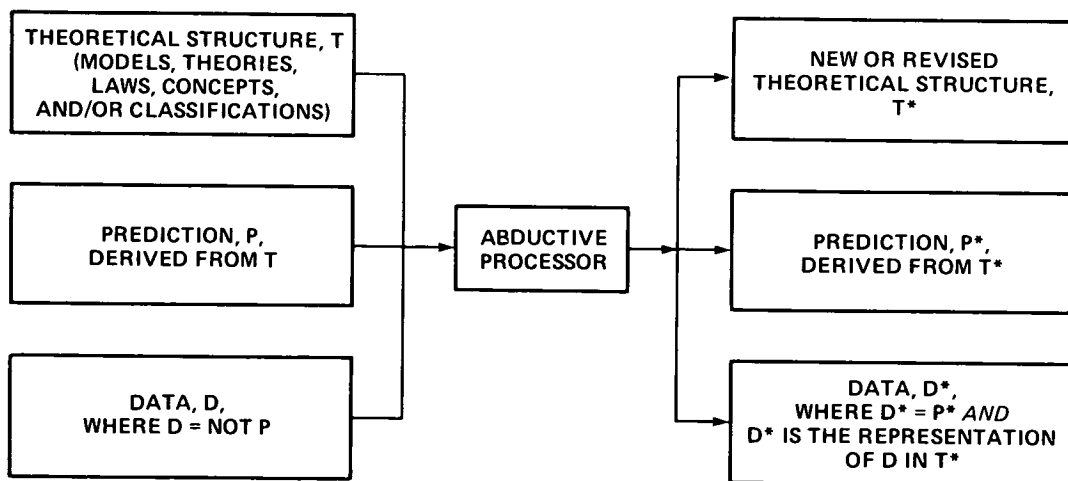 THEORETICAL STRUCTURE, T
(MODELS, THEORIES,
LAWS, CONCEPTS,
AND/OR CLASSIFICATIONS)
PREDICTION, P,
DERIVED FROM T
DATA, D,
WHERE D = NOT P
ABDUCTIVE
PROCESSOR
NEW OR REVISED
THEORETICAL STRUCTURE,
T*
PREDICTION, P*,
DERIVED FROM T*
DATA, D*,
WHERE D* = P* AND
D* IS THE REPRESENTATION
OF D IN T*